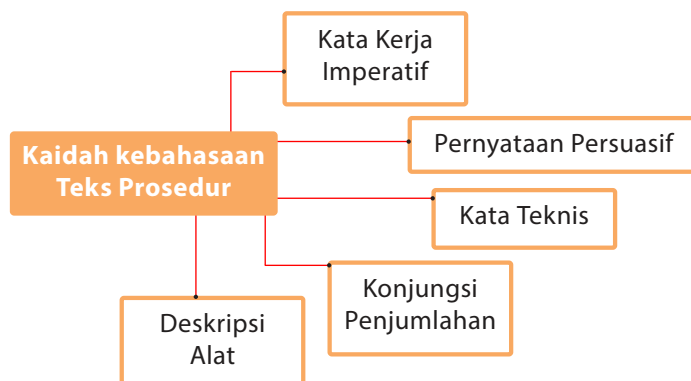 Kata Kerja
Imperatif
Kaidah kebahasaan
Teks Prosedur
Pernyataan Persuasif
Kata Teknis
Konjungsi
Penjumlahan
Deskripsi
Alat